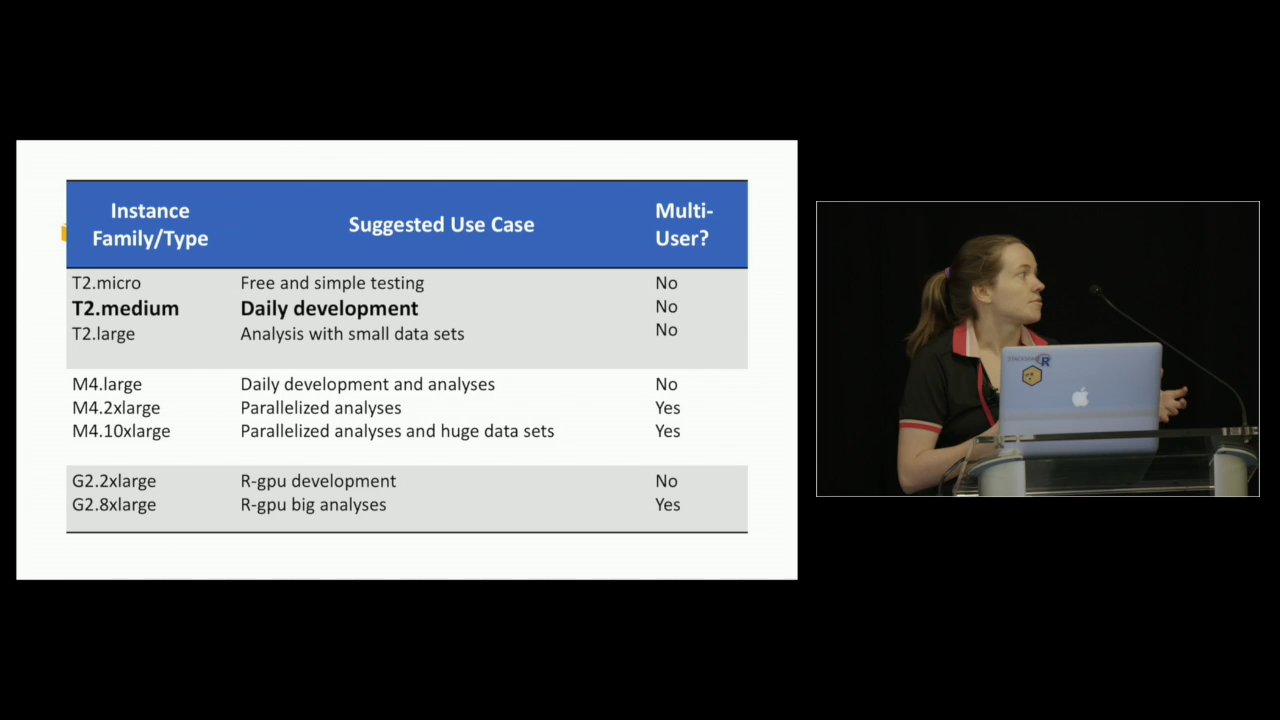 Instance Family/Type
Suggested Use Case
Multi-User?
T2.micro Free and simple testing No
T2.medium Daily development No
T2.large Analysis with small data sets No
M4.large Daily development and analyses No
M4.2xlarge Parallelized analyses Yes
M4.10xlarge Parallelized analyses and huge data sets Yes
G2.2xlarge R-gpu development No
G2.8xlarge R-gpu big analyses Yes
R